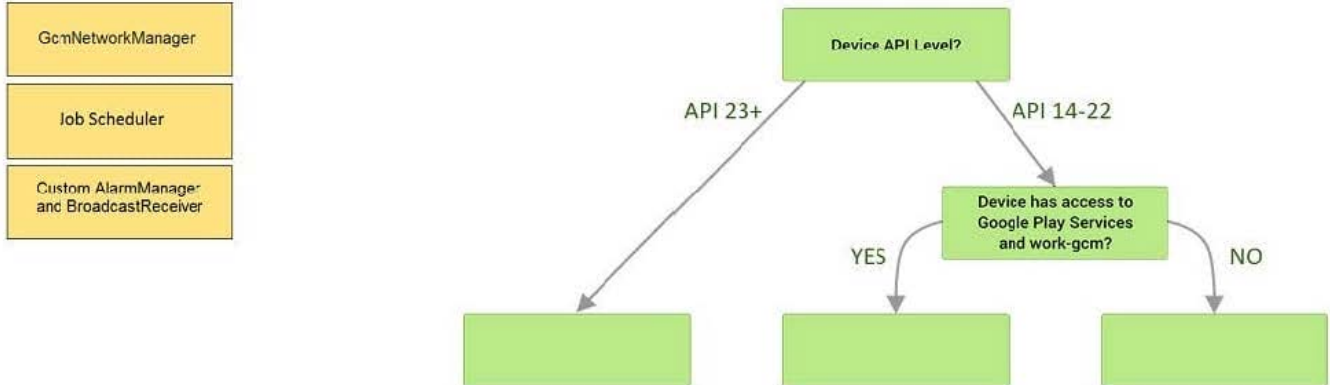 GcmNetworkManager
Job Scheduler
Custom AlarmManager
and BroadcastReceiver
Device API Level?
API 23+
API 14-22
Device has access to
Google Play Services
and work-gcm?
YES
NO